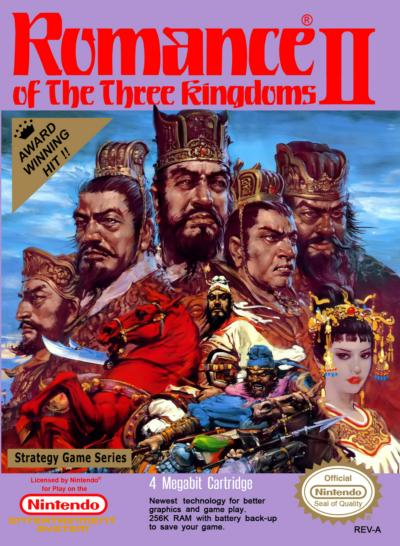 Romance® II
of The Three Kingdoms
AWARD
WINNING
HIT !!
Strategy Game Series
Licensed by Nintendo®
for Play on the
Nintendo
ENTERTAINMENT
SYSTEM
4 Megabit Cartridge
Newest technology for better
graphics and game play.
256K RAM with battery back-up
to save your game.
Official
Nintendo
Seal of Quality
REV-A